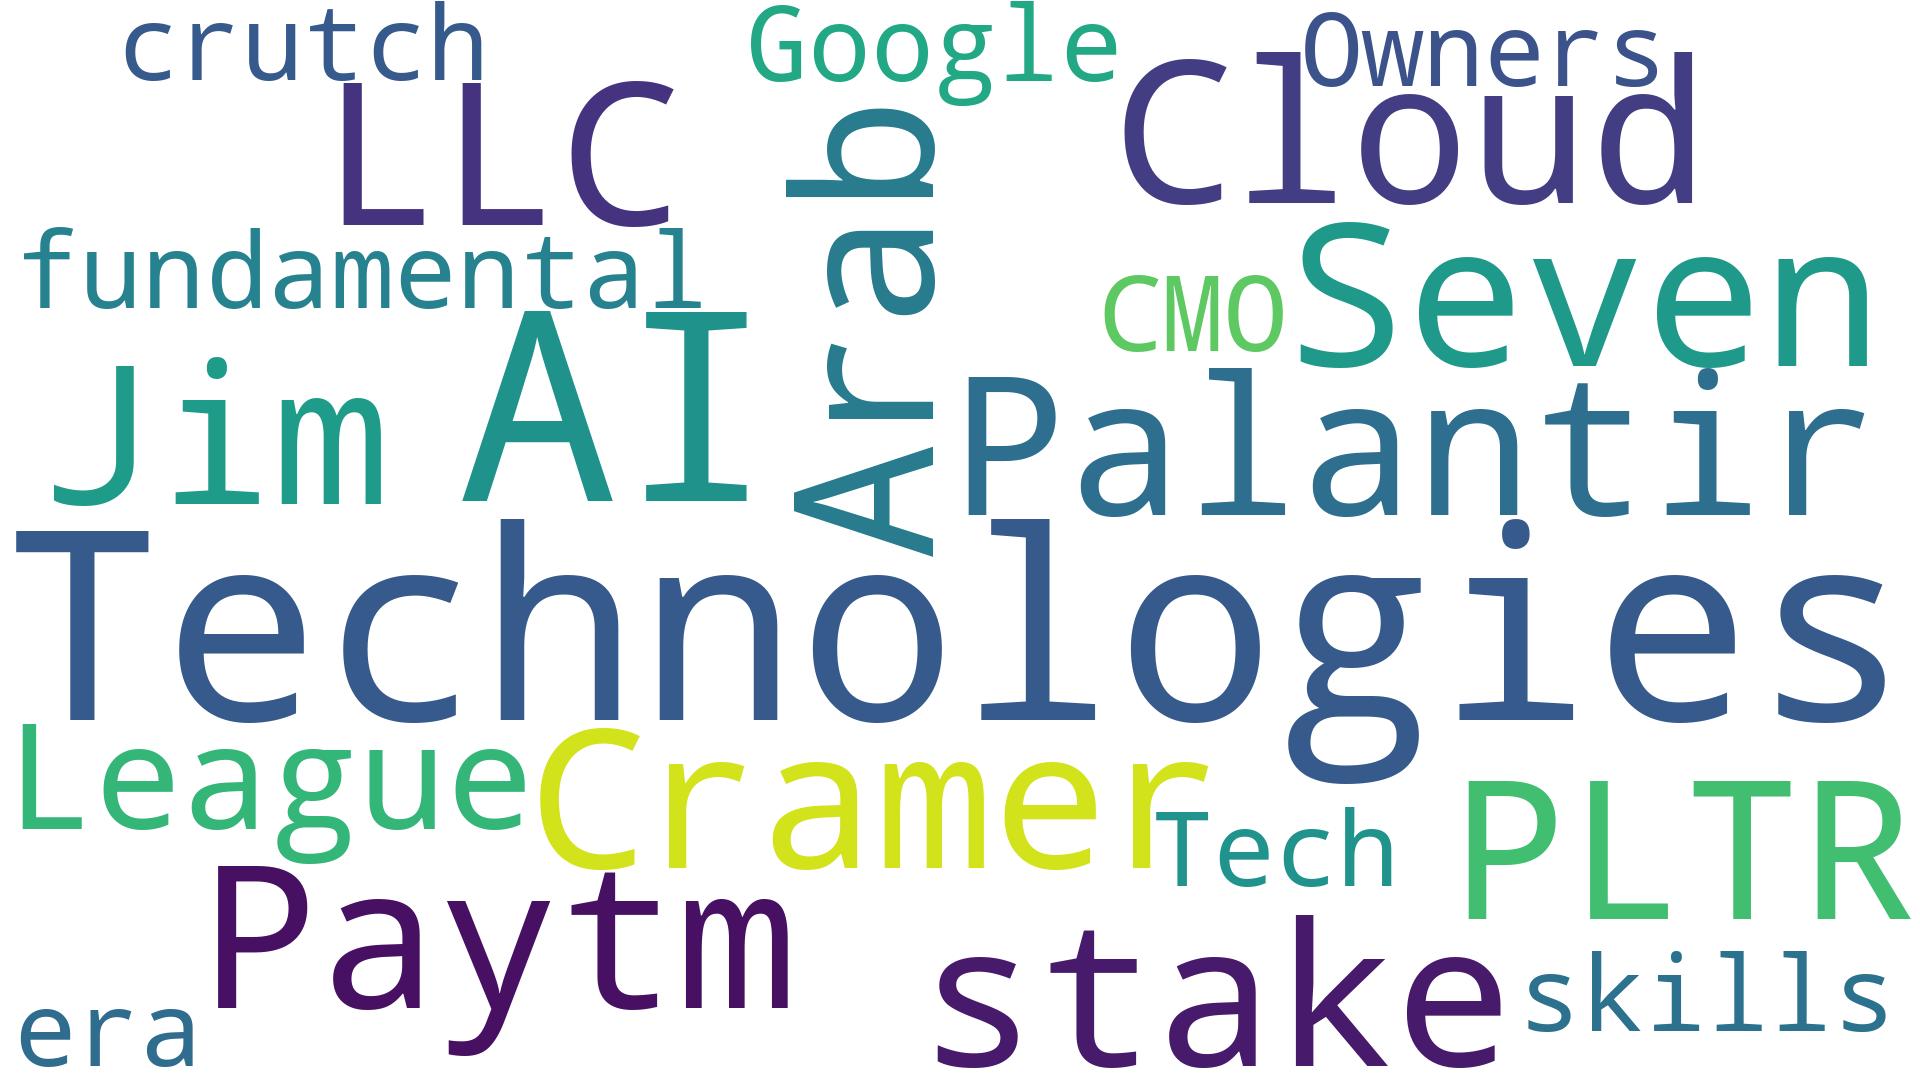 crutch
Google
Owners
LLC
Cloud
Arab
fundamental
CMO
Seven
Jim
AI
Palantir
Technologies
League
Cramer
Tech
PLTR
Paytm
stake
skills
era